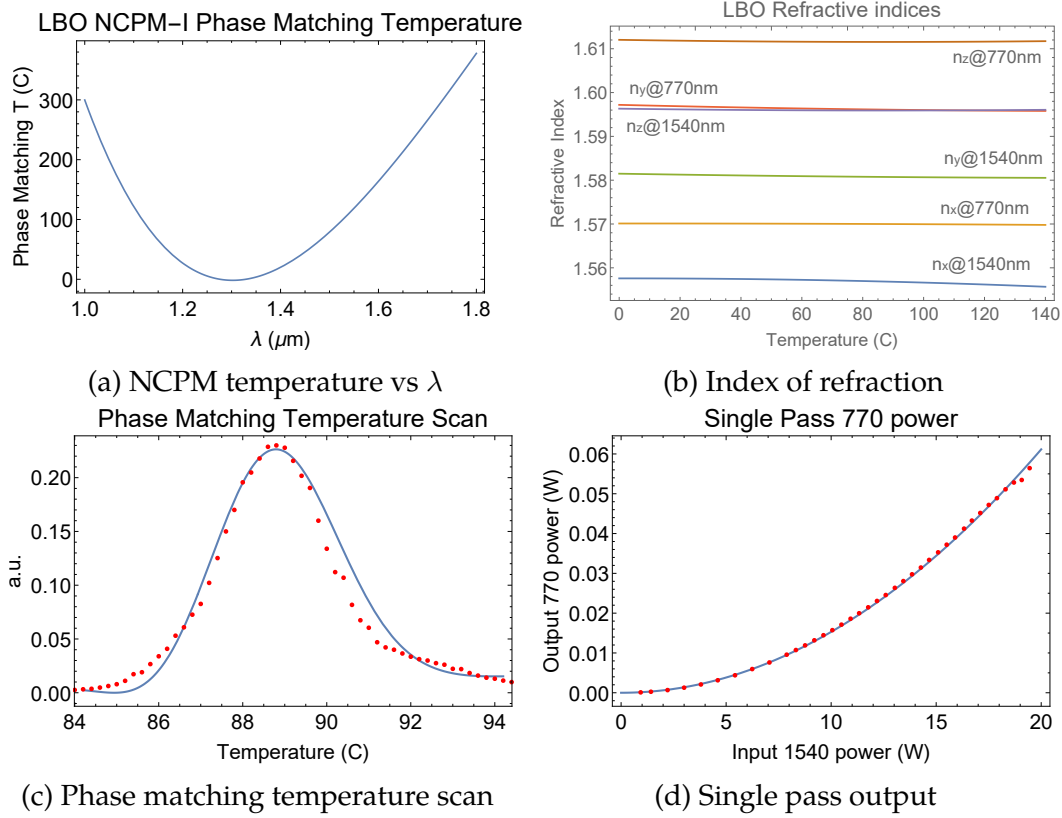 LBO NCPM–I Phase Matching Temperature
Phase Matching T (C)
300
200
100
0
1.0 1.2 1.4 1.6 1.8
λ (μm)
(a) NCPM temperature vs λ
LBO Refractive indices
Refractive Index
1.61
1.60
1.59
1.58
1.57
1.56
nz@770nm
ny@770nm
nz@1540nm
ny@1540nm
nx@770nm
nx@1540nm
0 20 40 60 80 100 120 140
Temperature (C)
(b) Index of refraction
Phase Matching Temperature Scan
a.u.
0.20
0.15
0.10
0.05
0.00
84 86 88 90 92 94
Temperature (C)
(c) Phase matching temperature scan
Single Pass 770 power
Output 770 power (W)
0.06
0.05
0.04
0.03
0.02
0.01
0.00
0 5 10 15 20
Input 1540 power (W)
(d) Single pass output